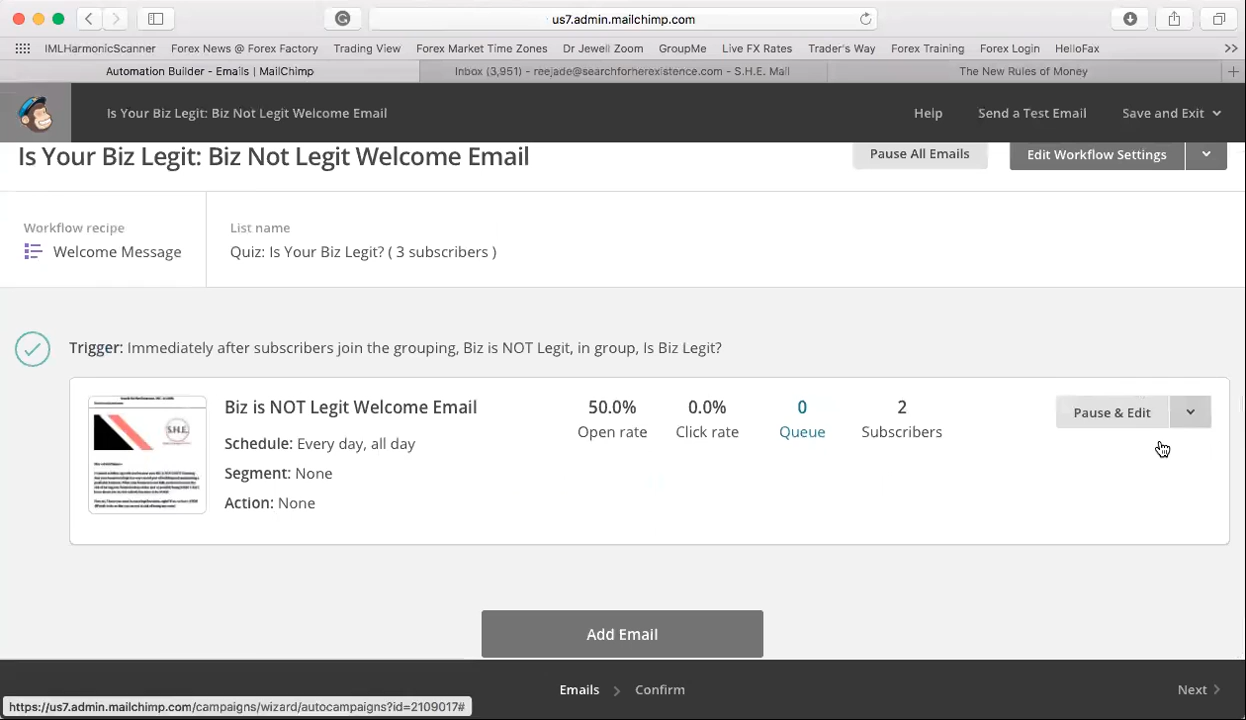 us7.admin.mailchimp.com
IMLHarmonicScanner Forex News @ Forex Factory Trading View Forex Market Time Zones Dr Jewell Zoom GroupMe Live FX Rates Trader's Way Forex Training Forex Login HelloFax
Automation Builder - Emails | MailChimp Inbox (3,951) - reejade@searchforherexistence.com - S.H.E. Mail The New Rules of Money
Is Your Biz Legit: Biz Not Legit Welcome Email Help Send a Test Email Save and Exit
Is Your Biz Legit: Biz Not Legit Welcome Email Pause All Emails Edit Workflow Settings
Workflow recipe List name
Welcome Message Quiz: Is Your Biz Legit? ( 3 subscribers )
Trigger: Immediately after subscribers join the grouping, Biz is NOT Legit, in group, Is Biz Legit?
Biz is NOT Legit Welcome Email 50.0% 0.0% 0 2 Pause & Edit
Open rate Click rate Queue Subscribers
Schedule: Every day, all day
S.H.E.
Segment: None
Action: None
Add Email
Emails Confirm Next
https://us7.admin.mailchimp.com/campaigns/wizard/autocampaigns?id=2109017#